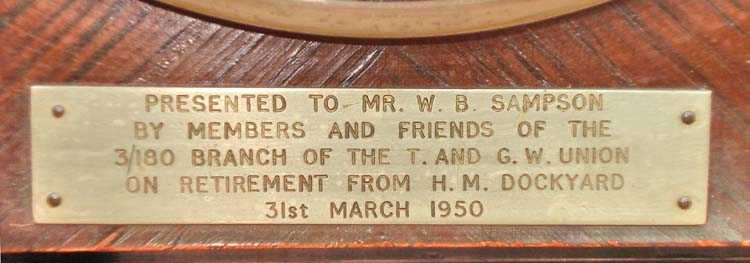 PRESENTED TO MR. W. B. SAMPSON
BY MEMBERS AND FRIENDS OF THE
3/180 BRANCH OF THE T. AND G. W. UNION
ON RETIREMENT FROM H. M. DOCKYARD
31st MARCH 1950